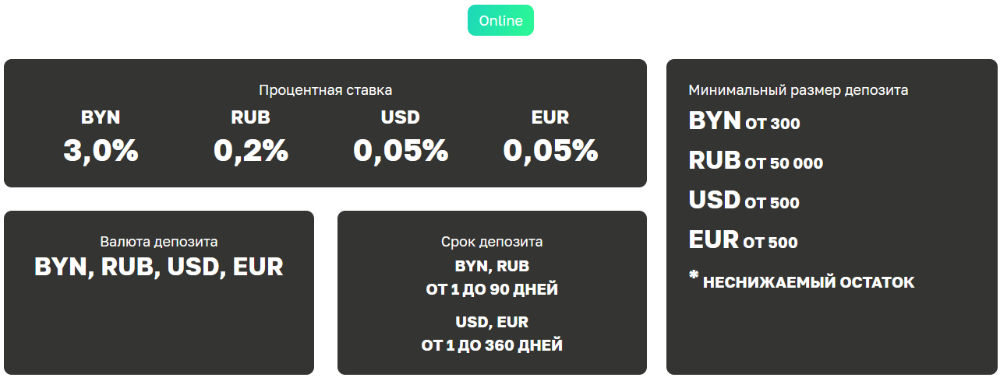 Online
Процентная ставка
BYN RUB USD EUR
3,0% 0,2% 0,05% 0,05%
Минимальный размер депозита
BYN ОТ 300
RUB ОТ 50 000
USD ОТ 500
EUR ОТ 500
* НЕСНИЖАЕМЫЙ ОСТАТОК
Валюта депозита
BYN, RUB, USD, EUR
Срок депозита
BYN, RUB
ОТ 1 ДО 90 ДНЕЙ
USD, EUR
ОТ 1 ДО 360 ДНЕЙ